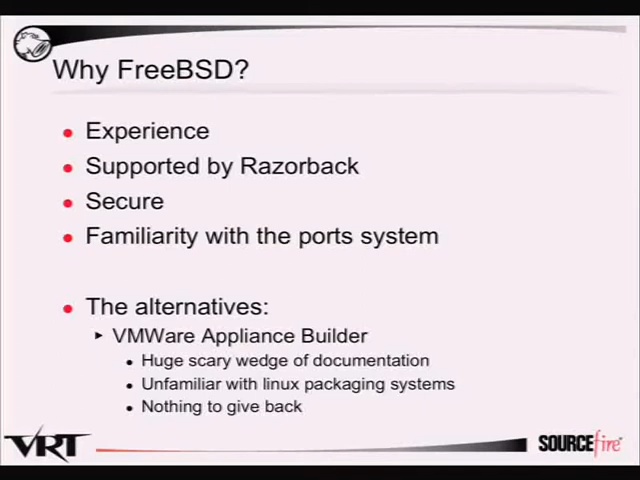 Why FreeBSD?
Experience
Supported by Razorback
Secure
Familiarity with the ports system
The alternatives:
VMWare Appliance Builder
Huge scary wedge of documentation
Unfamiliar with linux packaging systems
Nothing to give back
VRT
SOURCEfire